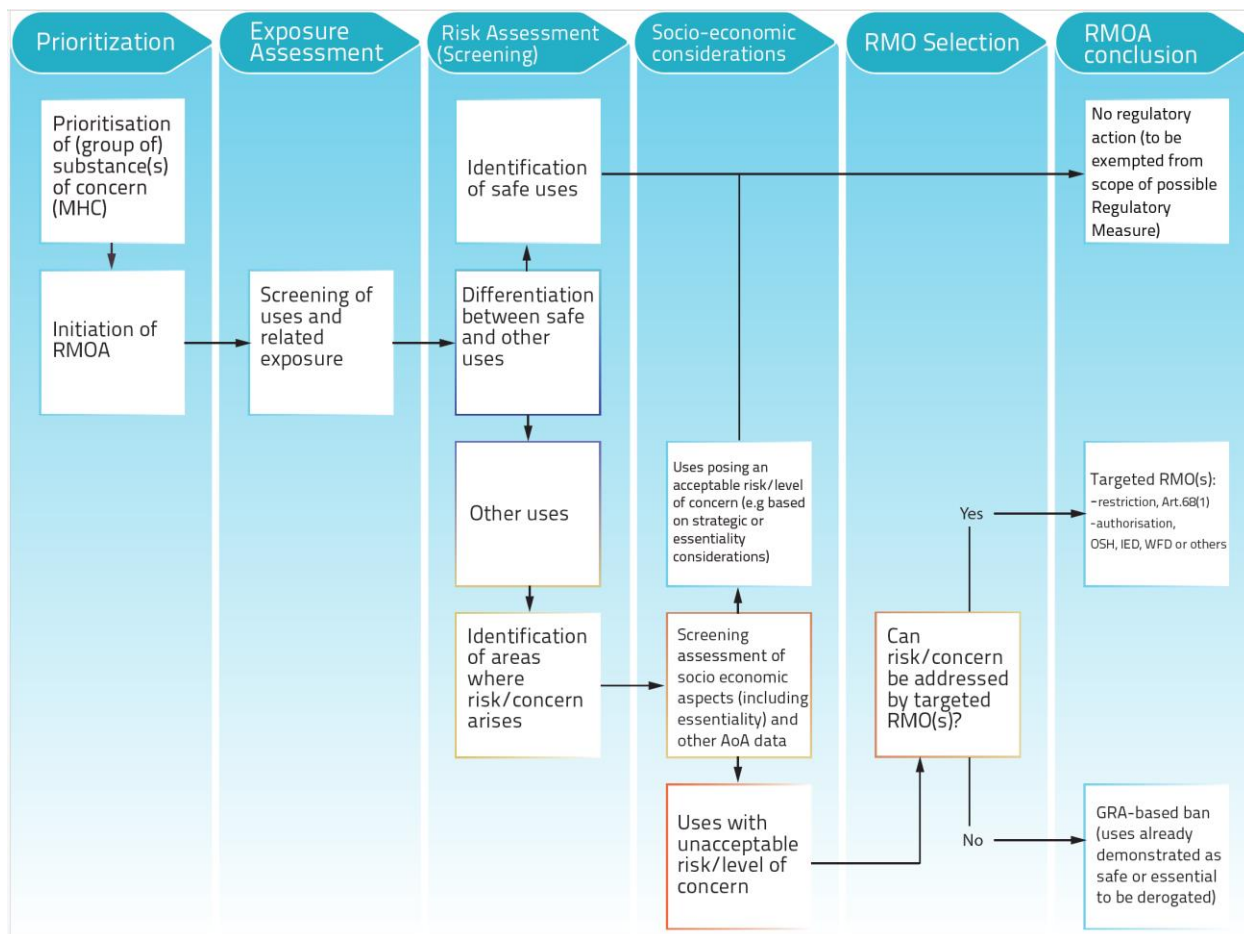 Prioritization
Exposure
Assessment
Risk Assessment
(Screening)
Socio-economic
considerations
RMO Selection
RMOA
conclusion
Prioritisation
of (group of)
substance(s)
of concern
(MHC)
Initiation of
RMOA
Screening of
uses and
related
exposure
Identification
of safe uses
Differentiation
between safe
and other
uses
Other uses
Identification
of areas
where
risk/concern
arises
Uses posing an
acceptable risk/level
of concern (e.g based
on strategic or
essentiality
considerations)
Screening
assessment of
socio economic
aspects (including
essentiality) and
other AoA data
Uses with
unacceptable
risk/level of
concern
Can
risk/concern
be addressed
by targeted
RMO(s)?
Yes
No
No regulatory
action (to be
exempted from
scope of possible
Regulatory
Measure)
Targeted RMO(s):
-restriction, Art.68(1)
-authorisation,
OSH, IED, WFD or others
GRA-based ban
(uses already
demonstrated as
safe or essential
to be derogated)